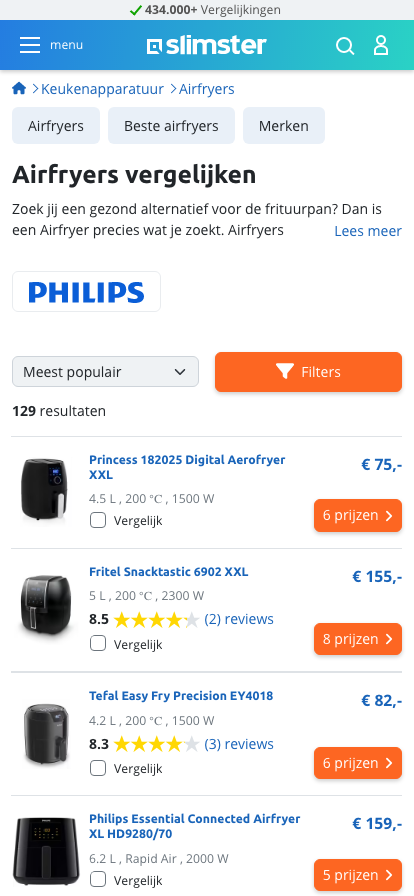 434.000+ Vergelijkingen
menu
slimster
Keukenapparatuur
Airfryers
Airfryers
Beste airfryers
Merken
Airfryers vergelijken
Zoek jij een gezond alternatief voor de frituurpan? Dan is
een Airfryer precies wat je zoekt. Airfryers
Lees meer
PHILIPS
Meest populair
Filters
129 resultaten
Princess 182025 Digital Aerofryer
XXL
€ 75,-
4.5 L , 200 °C , 1500 W
Vergelijk
6 prijzen
Fritel Snacktastic 6902 XXL
€ 155,-
5 L , 200 °C , 2300 W
8.5 (2) reviews
Vergelijk
8 prijzen
Tefal Easy Fry Precision EY4018
€ 82,-
4.2 L , 200 °C , 1500 W
8.3 (3) reviews
Vergelijk
6 prijzen
Philips Essential Connected Airfryer
XL HD9280/70
€ 159,-
6.2 L , Rapid Air , 2000 W
Vergelijk
5 prijzen